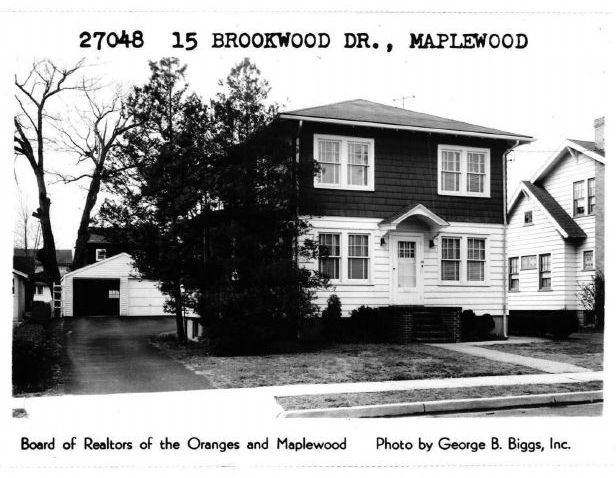 27048 15 BROOKWOOD DR., MAPLEWOOD
Board of Realtors of the Oranges and Maplewood Photo by George B. Biggs, Inc.